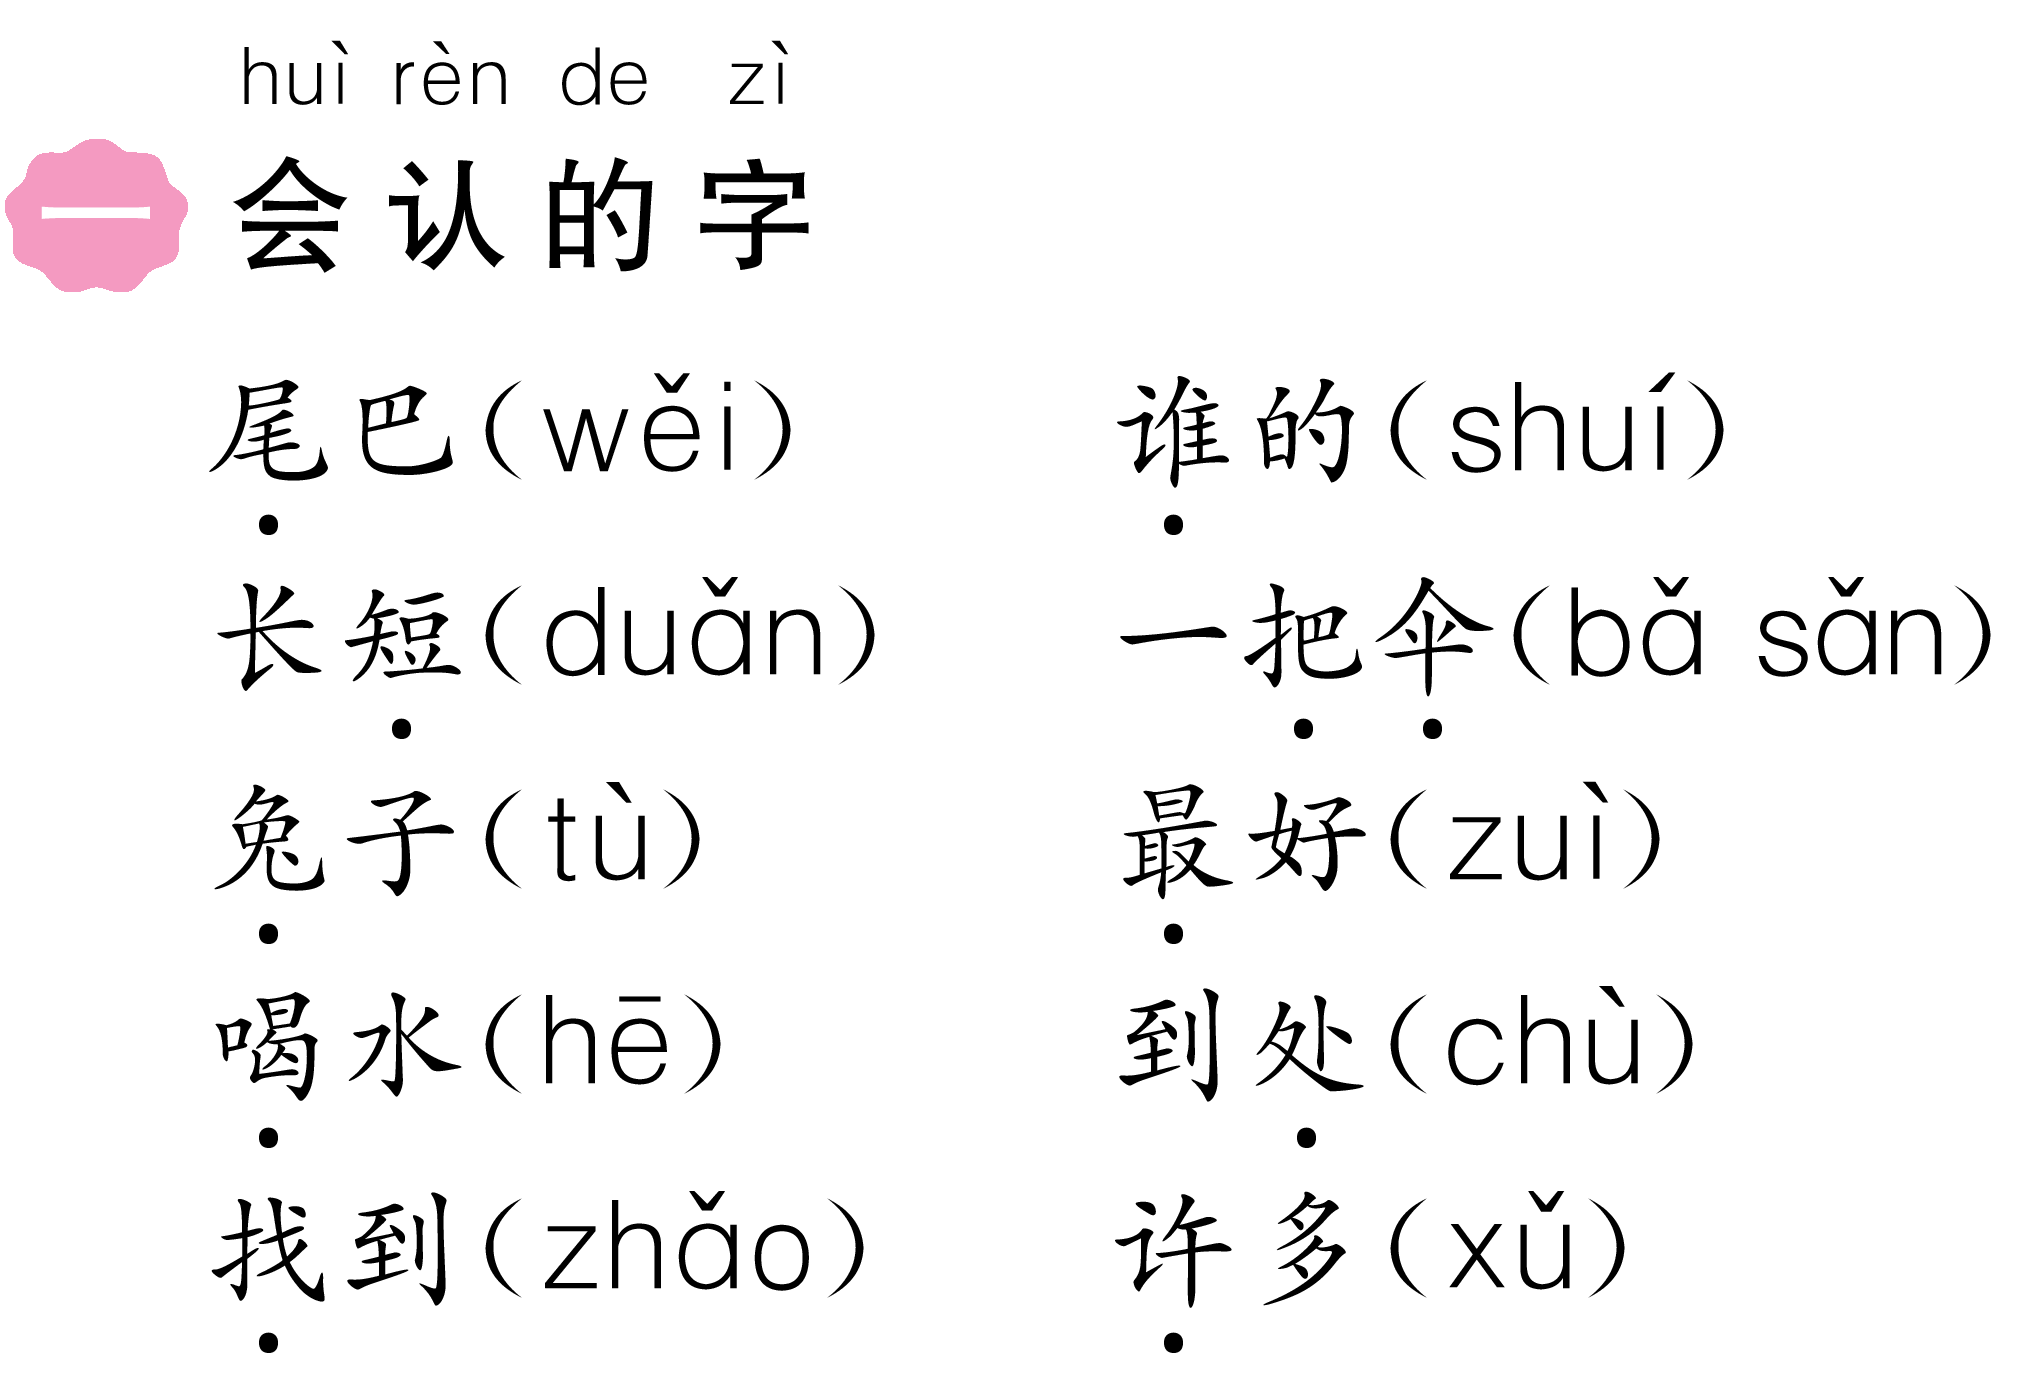 huì rèn de zì
一 会认的字
尾巴(wěi) 谁的(shuí)
长短(duǎn) 一把伞(bǎ sǎn)
兔子(tù) 最好(zuì)
喝水(hē) 到处(chù)
找到(zhǎo) 许多(xǔ)